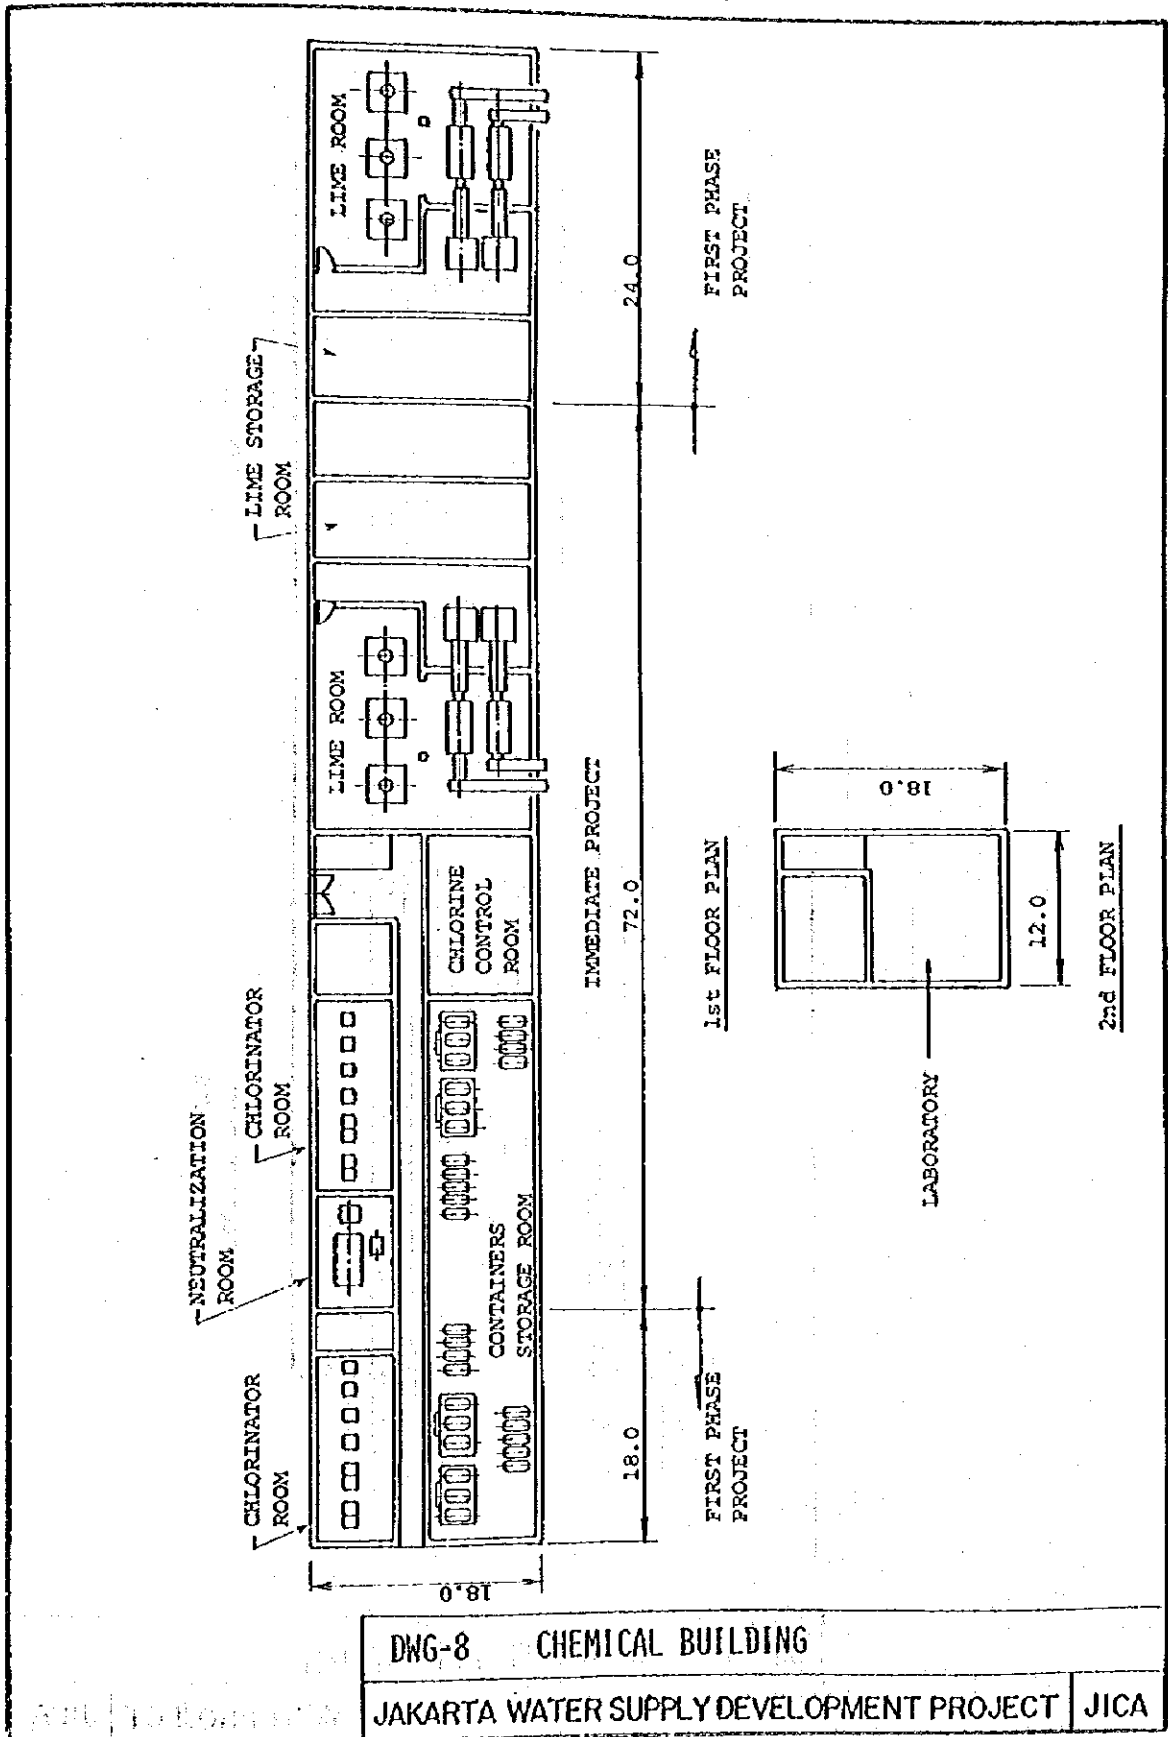 CHLORINATOR
ROOM
NEUTRALIZATION
ROOM
CHLORINATOR
ROOM
LIME STORAGE
ROOM
LIME ROOM
LIME ROOM
CHLORINE
CONTROL
ROOM
CONTAINERS
STORAGE ROOM
18.0
18.0
72.0
24.0
IMMEDIATE PROJECT
FIRST PHASE
PROJECT
FIRST PHASE
PROJECT
1st FLOOR PLAN
18.0
12.0
LABORATORY
2nd FLOOR PLAN
DWG-8 CHEMICAL BUILDING
JAKARTA WATER SUPPLY DEVELOPMENT PROJECT JICA